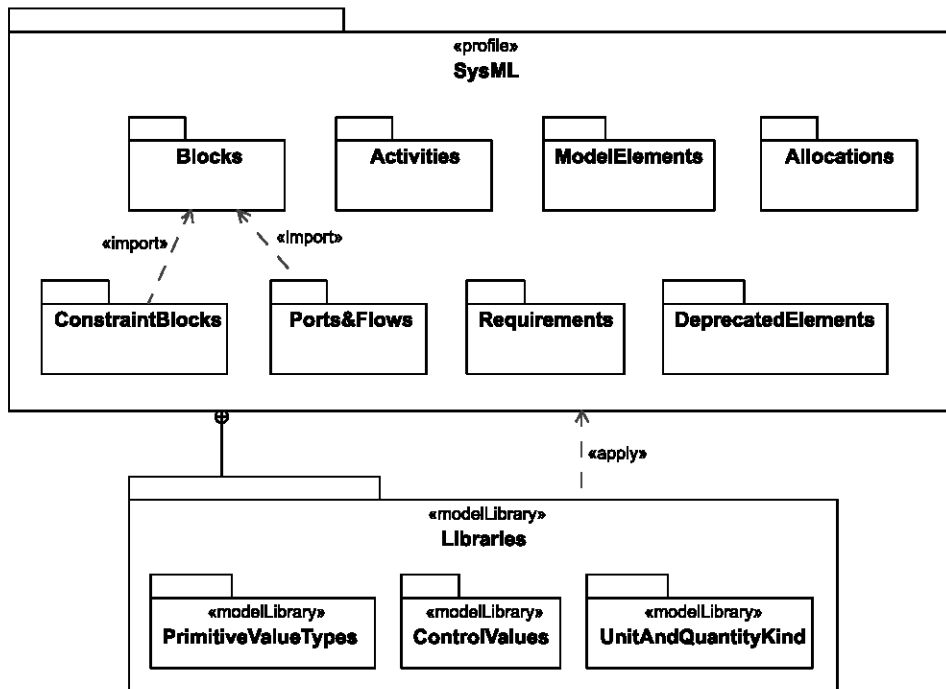 «profile»
SysML
Blocks
Activities
ModelElements
Allocations
«import»
«import»
ConstraintBlocks
Ports&Flows
Requirements
DeprecatedElements
«apply»
«modelLibrary»
Libraries
«modelLibrary»
PrimitiveValueTypes
«modelLibrary»
ControlValues
«modelLibrary»
UnitAndQuantityKind